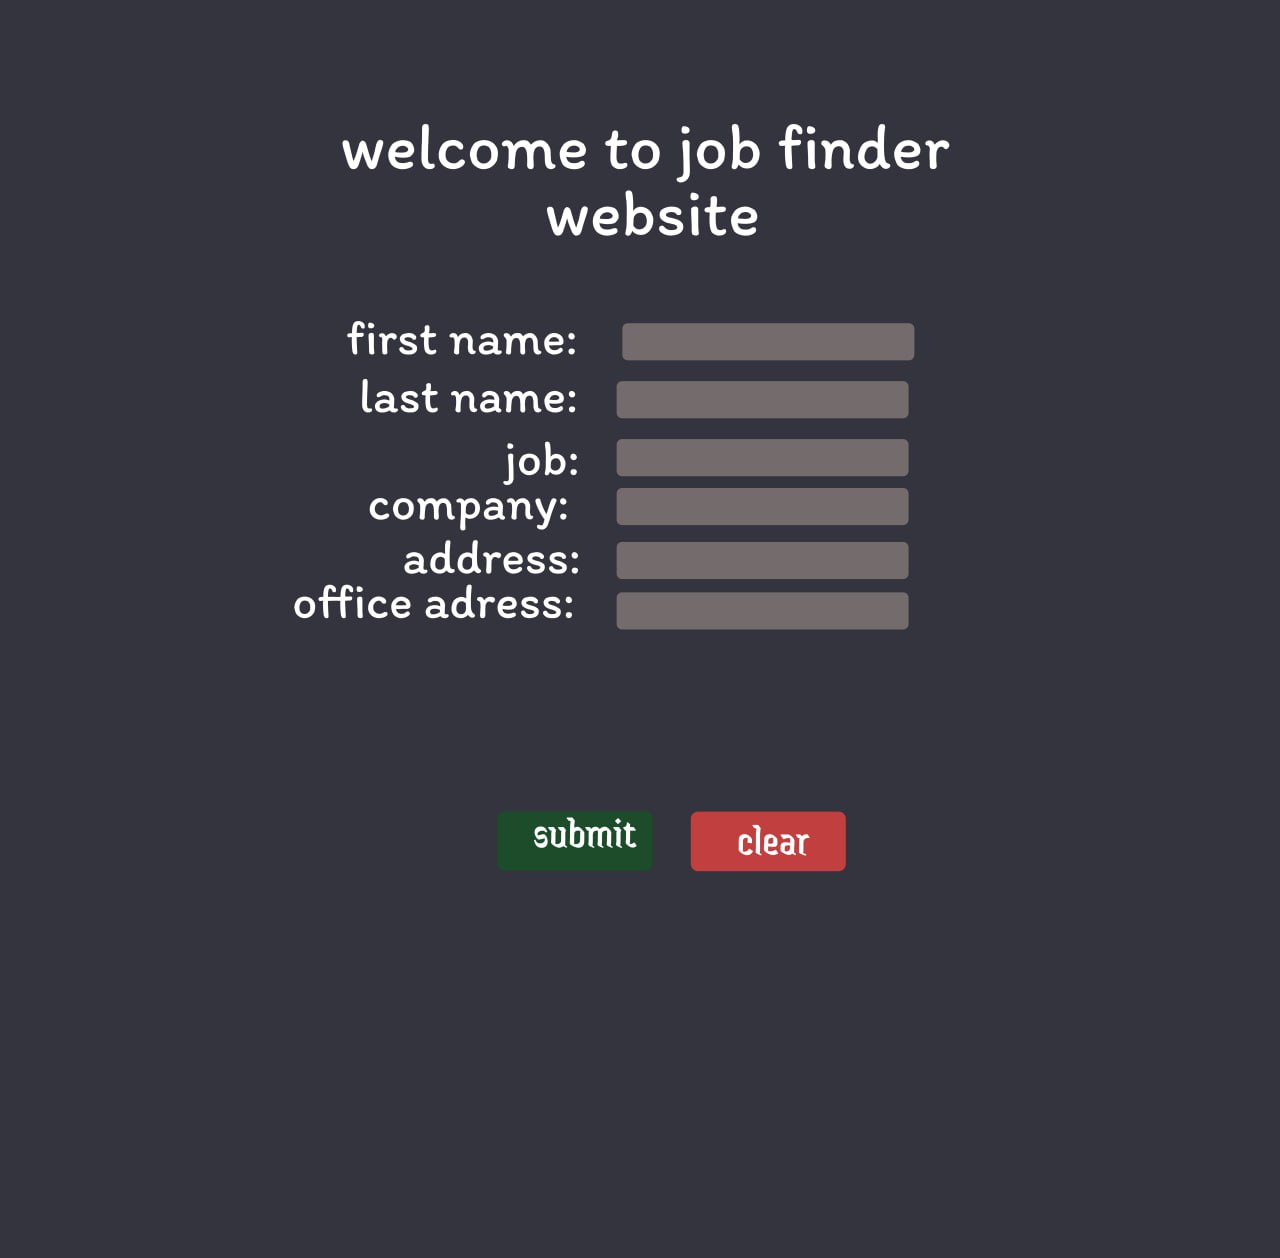 welcome to job finder
website
first name:
last name:
job:
company:
address:
office adress:
submit
clear